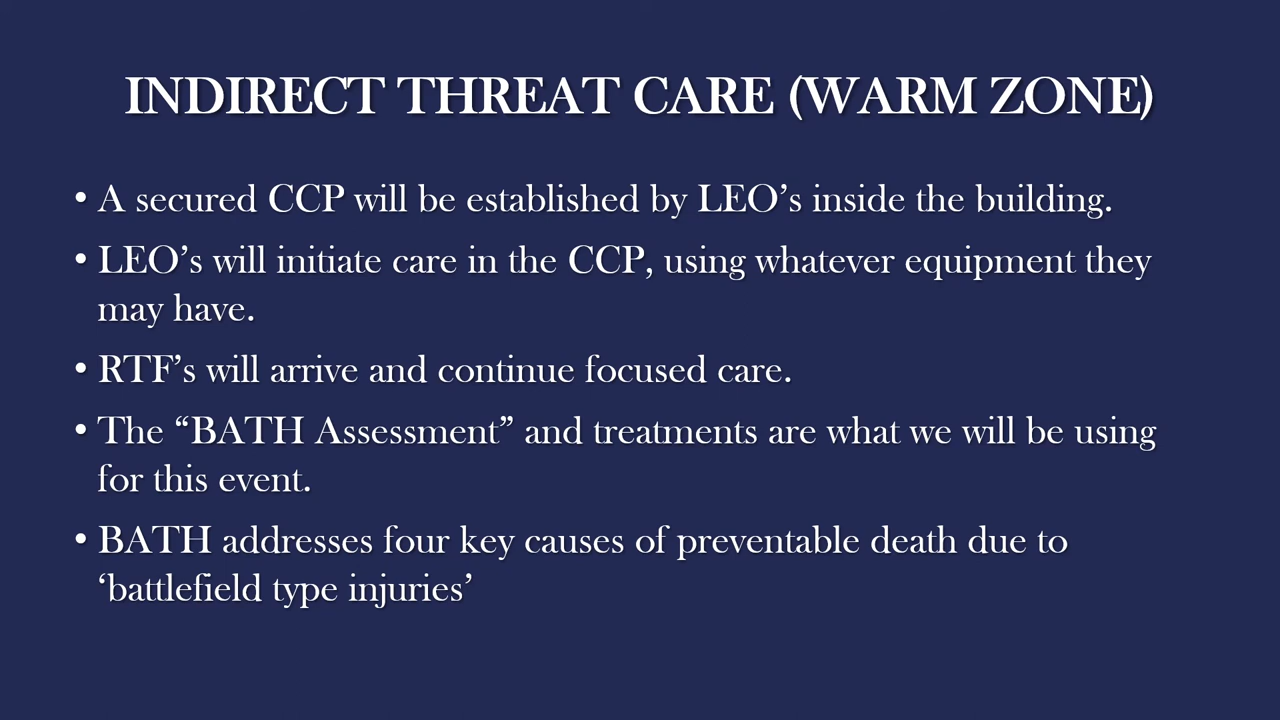 INDIRECT THREAT CARE (WARM ZONE)
• A secured CCP will be established by LEO’s inside the building.
• LEO’s will initiate care in the CCP, using whatever equipment they
may have.
• RTF’s will arrive and continue focused care.
• The “BATH Assessment” and treatments are what we will be using
for this event.
• BATH addresses four key causes of preventable death due to
‘battlefield type injuries’